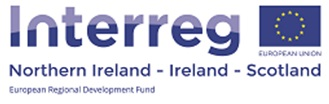 Interreg
EUROPEAN UNION
Northern Ireland - Ireland - Scotland
European Regional Development Fund